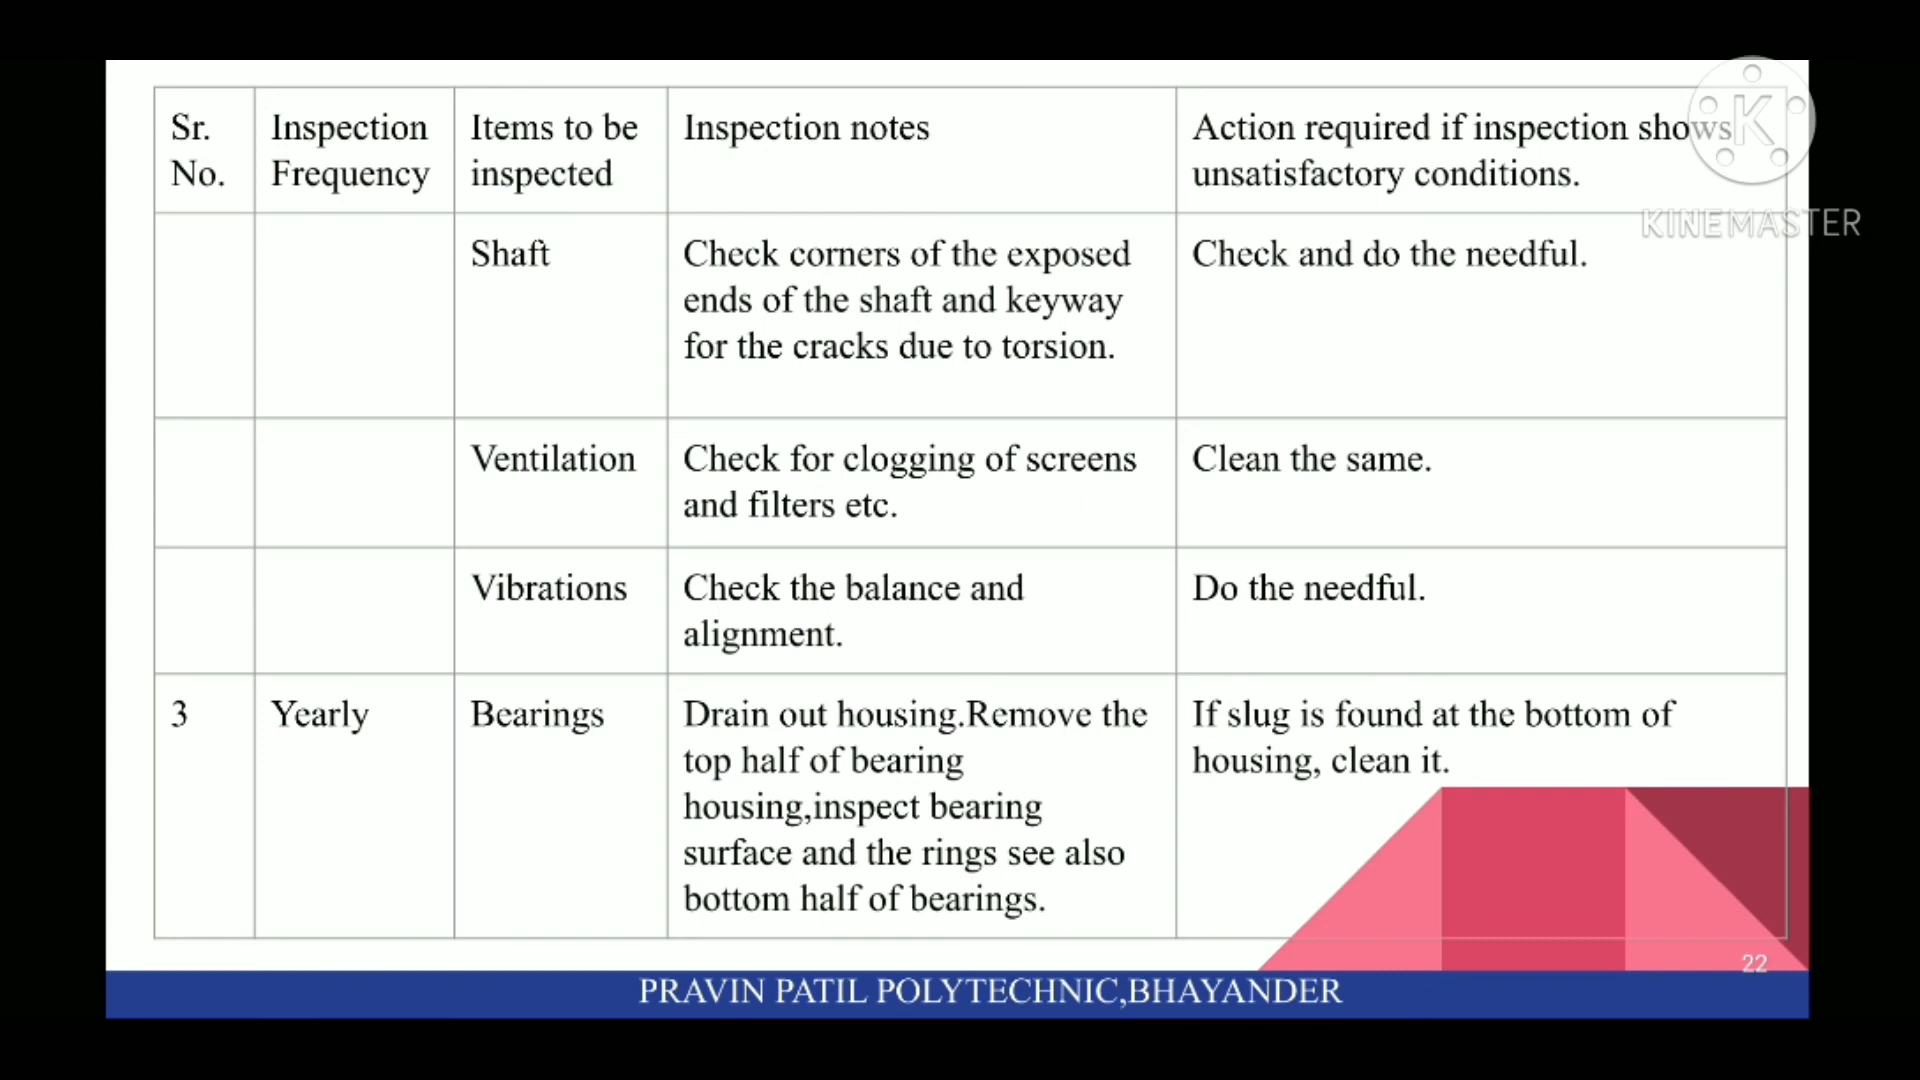 Sr. No.
Inspection Frequency
Items to be inspected
Inspection notes
Action required if inspection shows unsatisfactory conditions.
Shaft
Check corners of the exposed
ends of the shaft and keyway
for the cracks due to torsion.
Check and do the needful.
Ventilation
Check for clogging of screens
and filters etc.
Clean the same.
Vibrations
Check the balance and
alignment.
Do the needful.
3
Yearly
Bearings
Drain out housing.Remove the
top half of bearing
housing,inspect bearing
surface and the rings see also
bottom half of bearings.
If slug is found at the bottom of
housing, clean it.
22
PRAVIN PATIL POLYTECHNIC,BHAYANDER
K
KINEMASTER